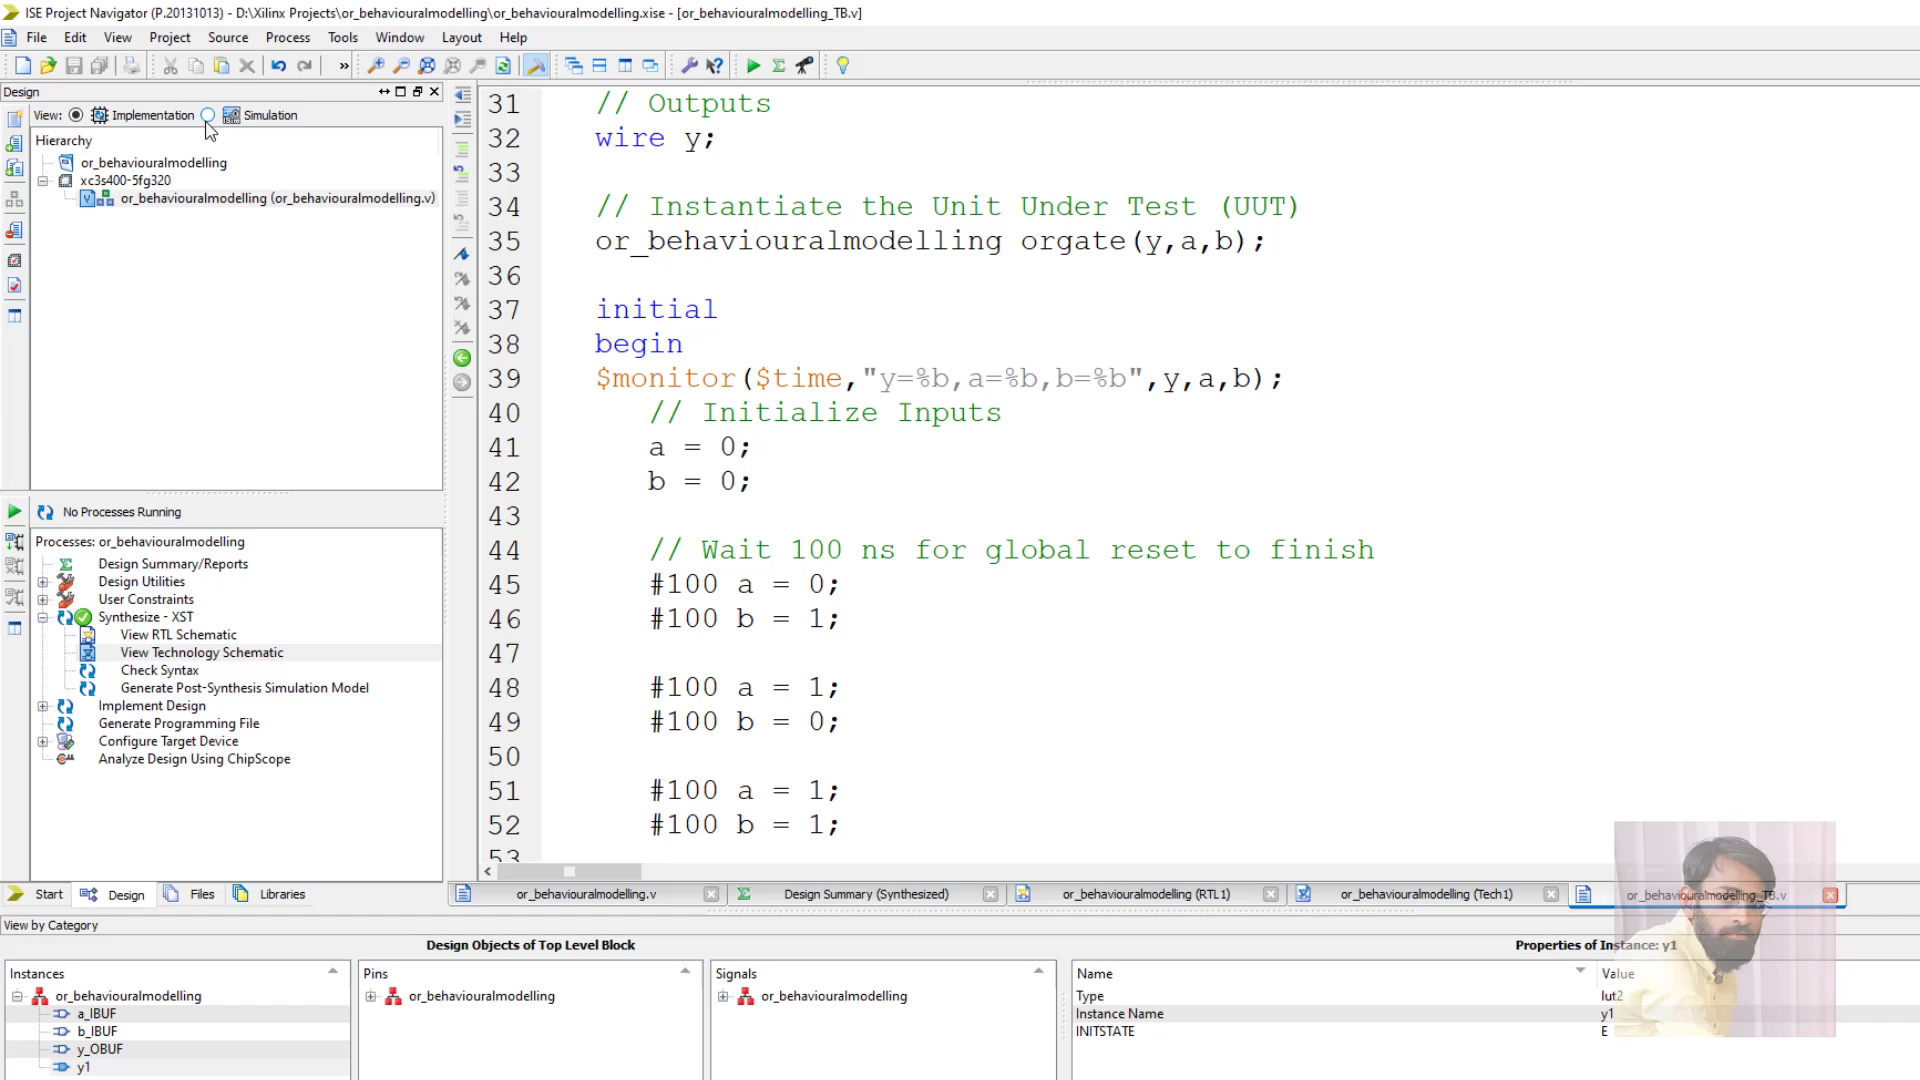 ISE Project Navigator (P.20131013) - D:\Xilinx Projects\or_behaviouralmodelling\or_behaviouralmodelling.xise - [or_behaviouralmodelling_TB.v]
File Edit View Project Source Process Tools Window Layout Help
»
Design
View: Implementation Simulation
Hierarchy
or_behaviouralmodelling
xc3s400-5fg320
or_behaviouralmodelling (or_behaviouralmodelling.v)
No Processes Running
Processes: or_behaviouralmodelling
Design Summary/Reports
Design Utilities
User Constraints
Synthesize - XST
View RTL Schematic
View Technology Schematic
Check Syntax
Generate Post-Synthesis Simulation Model
Implement Design
Generate Programming File
Configure Target Device
Analyze Design Using ChipScope
Start Design Files Libraries
31 // Outputs
32 wire y;
33
34 // Instantiate the Unit Under Test (UUT)
35 or_behaviouralmodelling orgate(y,a,b);
36
37 initial
38 begin
39 $monitor($time,"y=%b,a=%b,b=%b",y,a,b);
40 // Initialize Inputs
41 a = 0;
42 b = 0;
43
44 // Wait 100 ns for global reset to finish
45 #100 a = 0;
46 #100 b = 1;
47
48 #100 a = 1;
49 #100 b = 0;
50
51 #100 a = 1;
52 #100 b = 1;
53
or_behaviouralmodelling.v Design Summary (Synthesized) or_behaviouralmodelling (RTL1) or_behaviouralmodelling (Tech1) or_behaviouralmodelling_TB.v
View by Category
Design Objects of Top Level Block
Properties of Instance: y1
Instances
or_behaviouralmodelling
a_IBUF
b_IBUF
y_OBUF
y1
Pins
or_behaviouralmodelling
Signals
or_behaviouralmodelling
Name Value
Type lut2
Instance Name y1
INITSTATE E